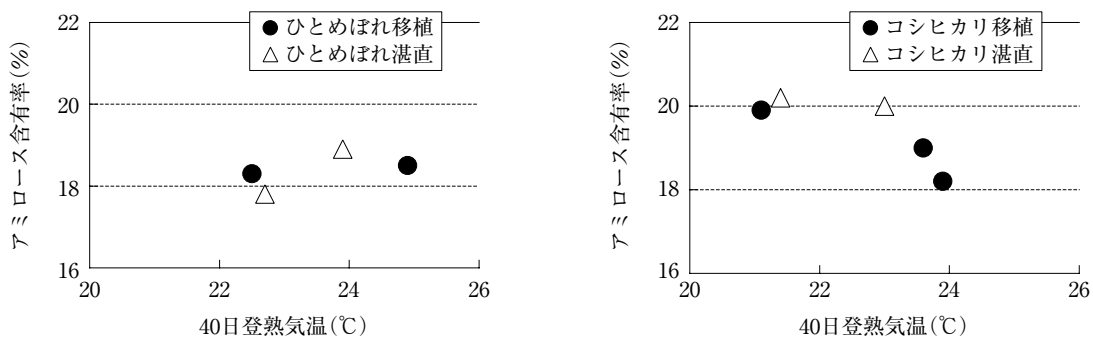 アミロース含有率(%)
22
20
18
16
20
22
24
26
40日登熟気温(℃)
●ひとめぼれ移植
△ひとめぼれ湛直
アミロース含有率(%)
22
20
18
16
20
22
24
26
40日登熟気温(℃)
●コシヒカリ移植
△コシヒカリ湛直